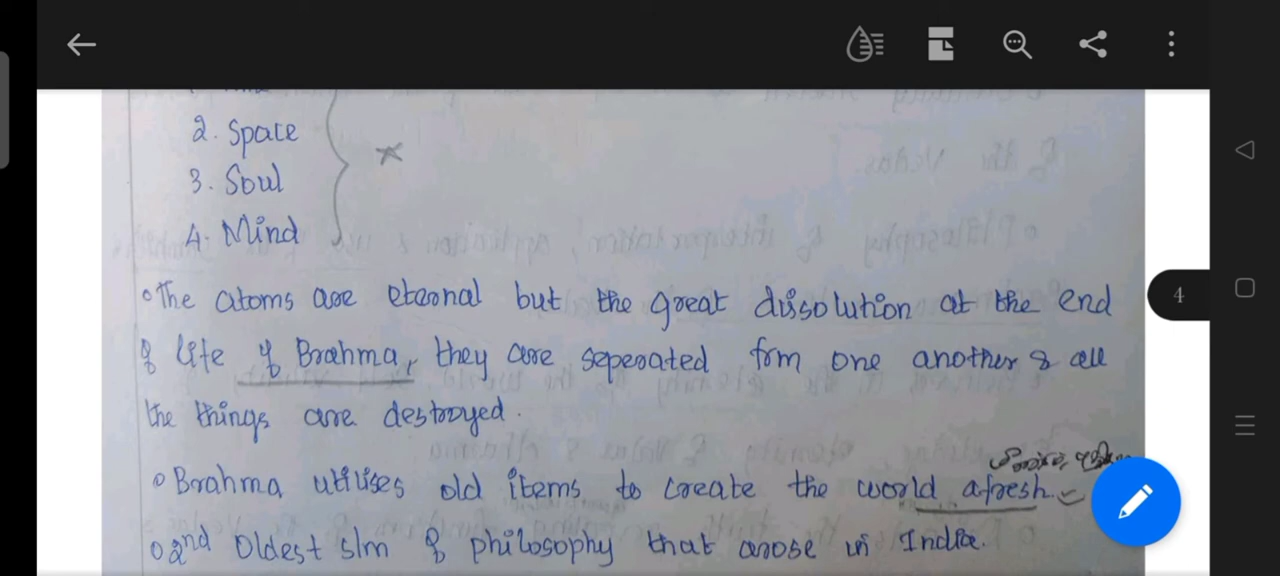 2. Space
3. Soul
4. Mind
4
• The atoms are eternal but the great dissolution at the end
of life of Brahma, they are seperated frm one another & all
the things are destroyed.
• Brahma utilises old items to create the world afresh.
• 2nd Oldest s/m of philosophy that arose in India.